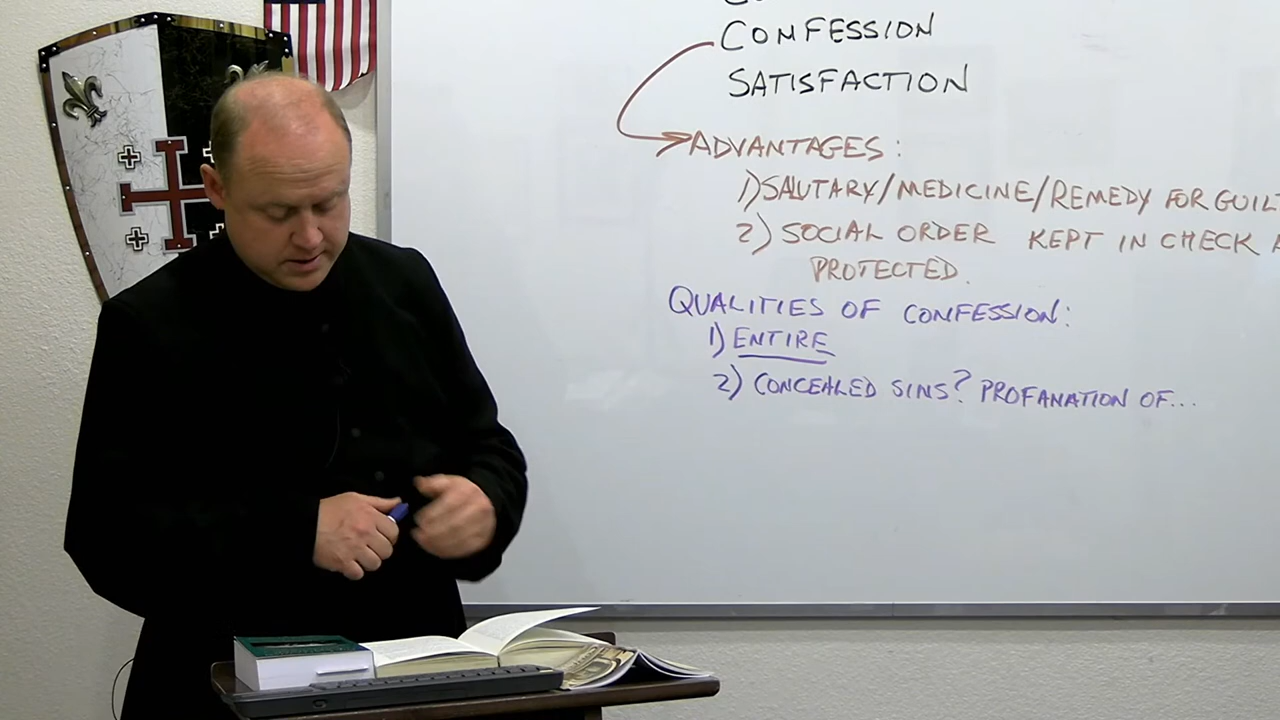 CONFESSION
SATISFACTION
ADVANTAGES:
1) SALUTARY/MEDICINE/REMEDY FOR GUILT
2) SOCIAL ORDER KEPT IN CHECK
PROTECTED.
QUALITIES OF CONFESSION:
1) ENTIRE
2) CONCEALED SINS? PROFANATION OF...